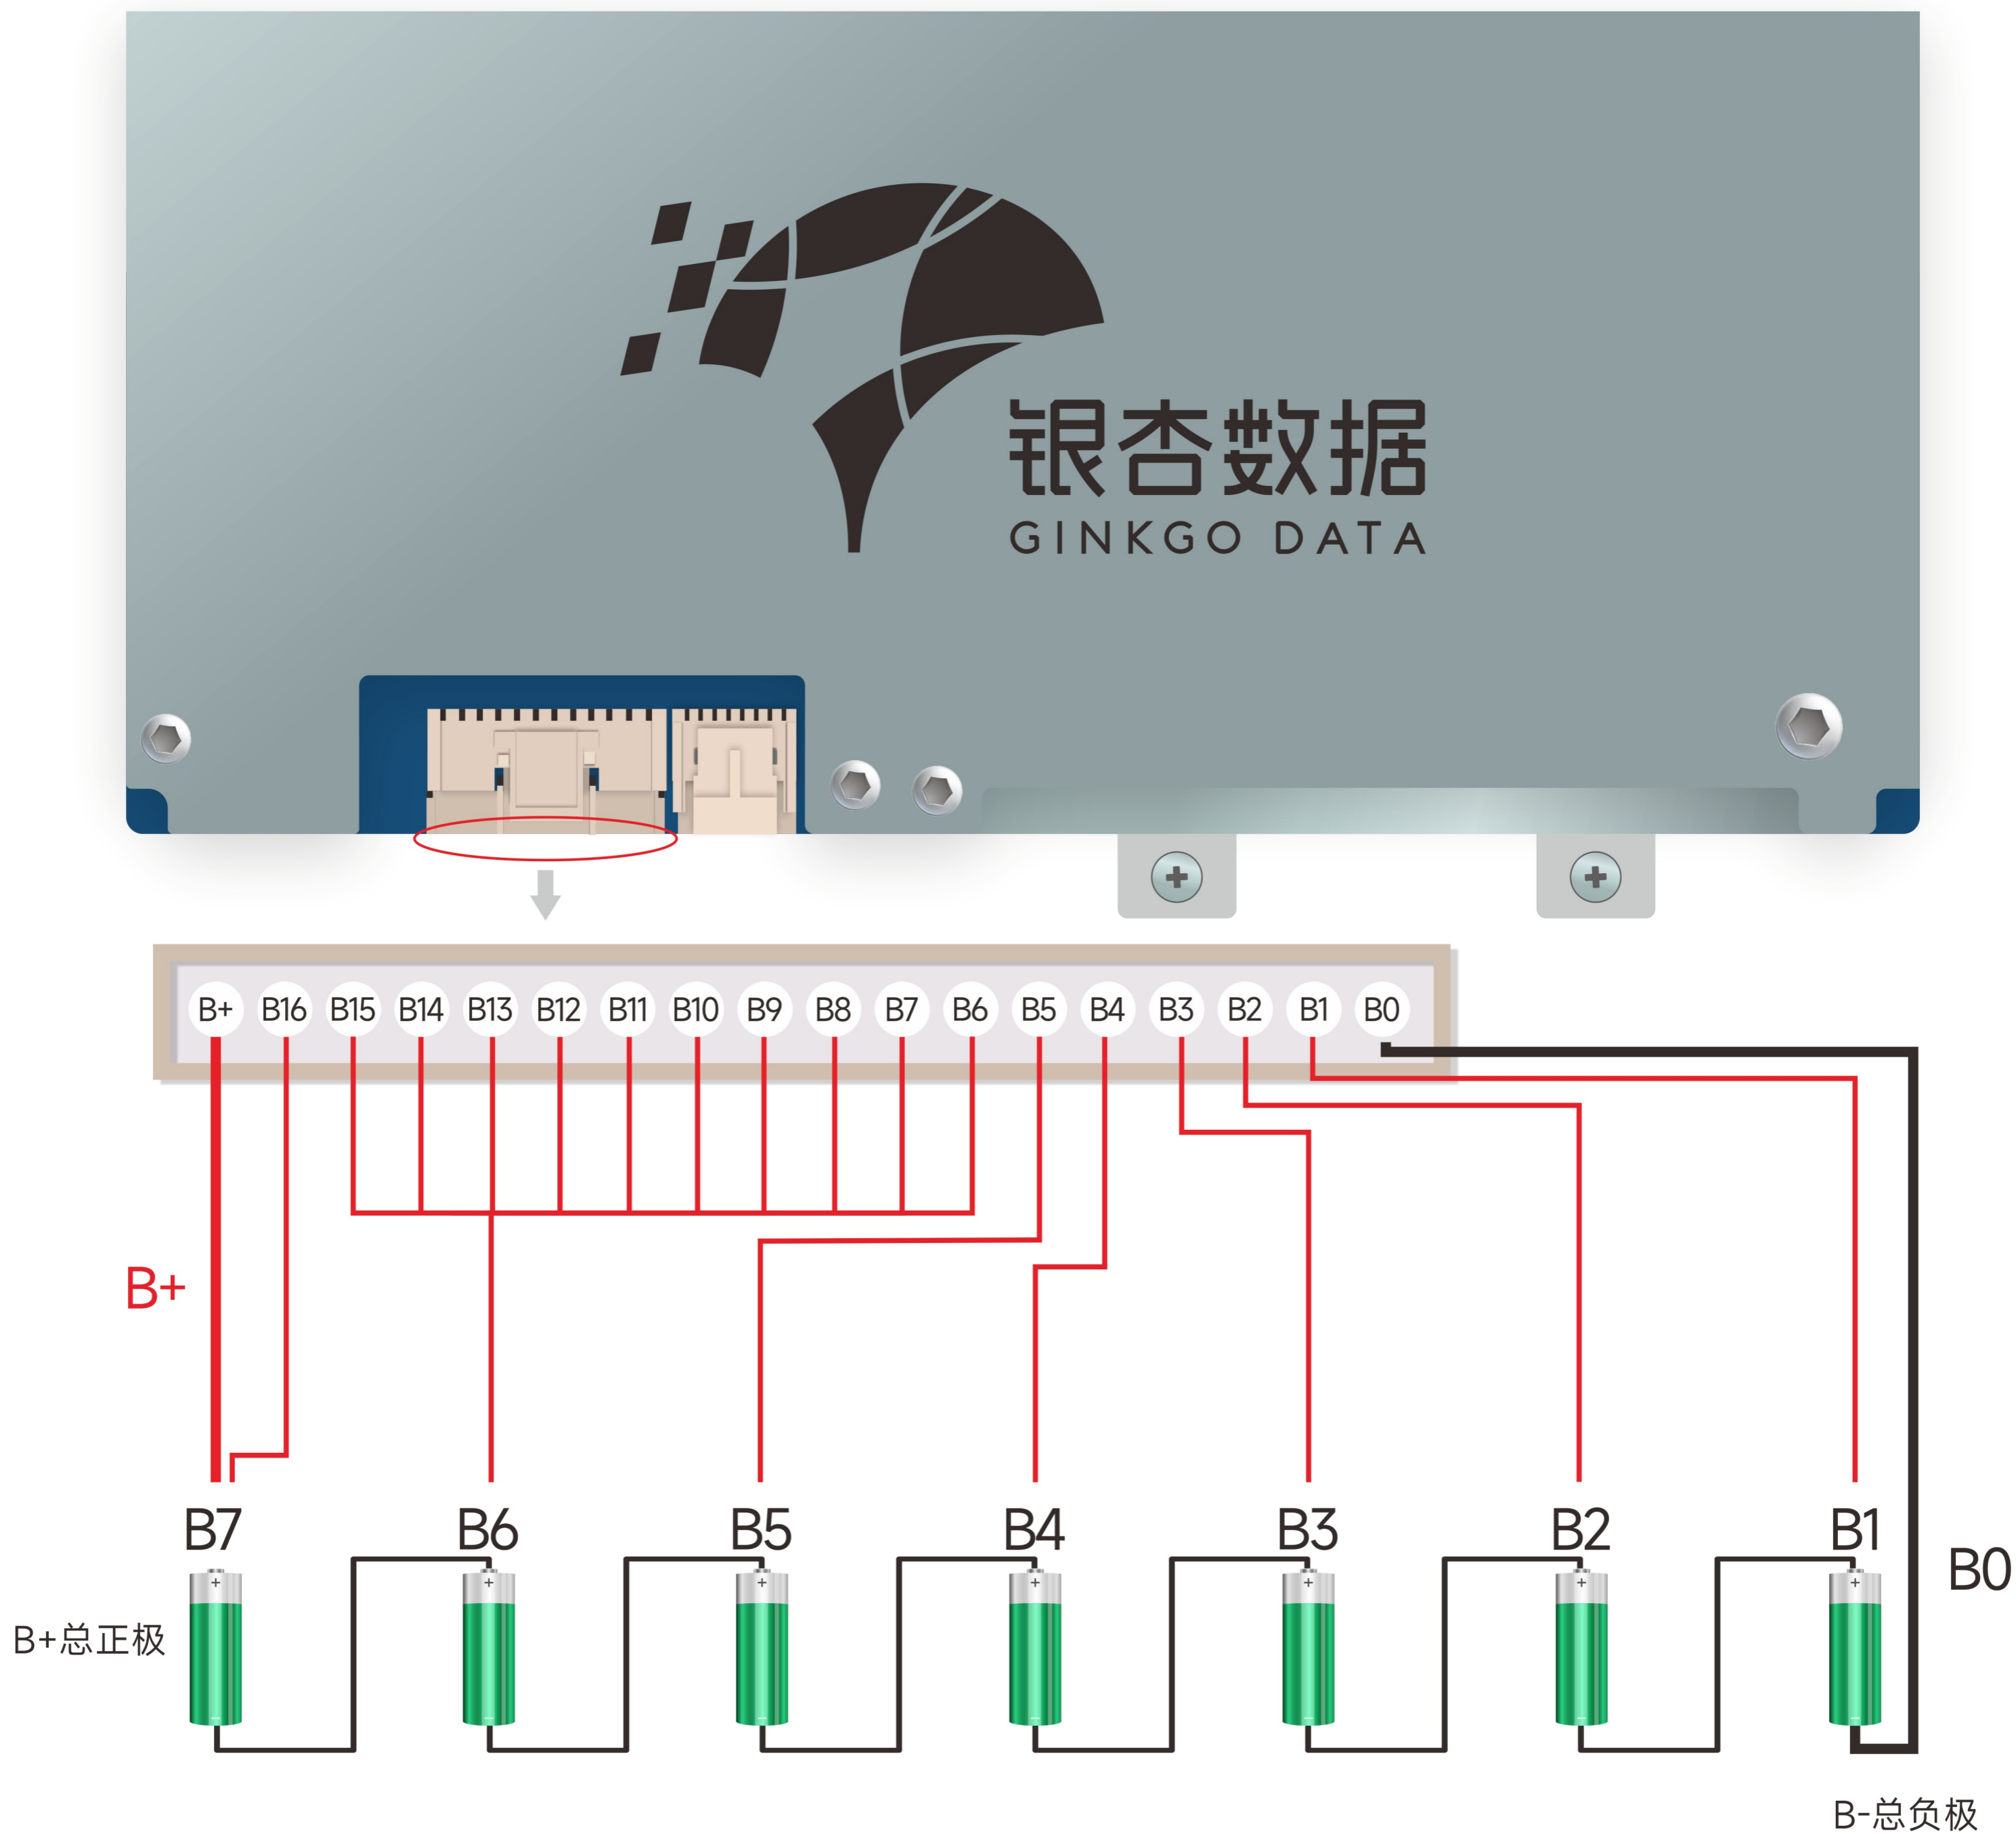 银杏数据
GINKGO DATA
B+ B16 B15 B14 B13 B12 B11 B10 B9 B8 B7 B6 B5 B4 B3 B2 B1 B0
B+
B7 B6 B5 B4 B3 B2 B1
B0
+ + + + + + +
B+总正极
B-总负极